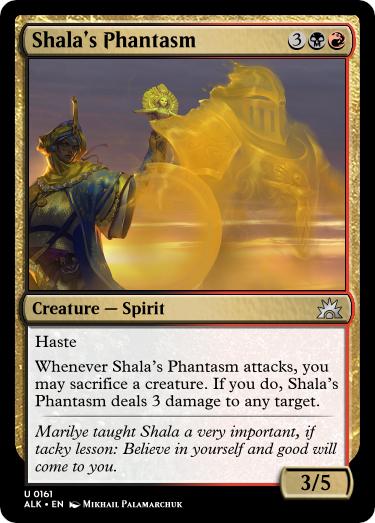 Shala's Phantasm 3
Creature — Spirit
Haste
Whenever Shala's Phantasm attacks, you
may sacrifice a creature. If you do, Shala's
Phantasm deals 3 damage to any target.
Marilye taught Shala a very important, if
tacky lesson: Believe in yourself and good will
come to you.
3/5
U 0161
ALK • EN Mikhail Palamarchuk